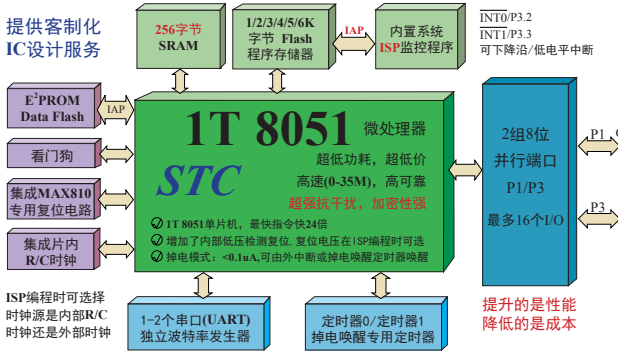 提供客制化
IC设计服务
256字节
SRAM
1/2/3/4/5/6K
字节 Flash
程序存储器
IAP
内置系统
ISP监控程序
INT0/P3.2
INT1/P3.3
可下降沿/低电平中断
E²PROM
Data Flash
IAP
看门狗
集成MAX810
专用复位电路
集成片内
R/C时钟
1T 8051 微处理器
STC
超低功耗，超低价
高速(0-35M)，高可靠
超强抗干扰，加密性强
1T 8051单片机，最快指令快24倍
增加了内部低压检测复位,复位电压在ISP编程时可选
掉电模式：<0.1uA,可由外中断或掉电唤醒定时器唤醒
2组8位
并行端口
P1/P3
最多16个I/O
P1
P3
ISP编程时可选择
时钟源是内部R/C
时钟还是外部时钟
1-2个串口(UART)
独立波特率发生器
定时器0/定时器1
掉电唤醒专用定时器
提升的是性能
降低的是成本